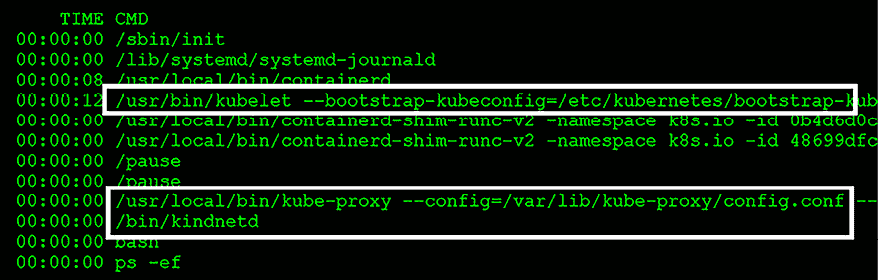 TIME CMD
00:00:00 /sbin/init
00:00:00 /lib/systemd/systemd-journald
00:00:08 /usr/local/bin/containerd
00:00:12 /usr/bin/kubelet --bootstrap-kubeconfig=/etc/kubernetes/bootstrap-kub
00:00:00 /usr/local/bin/containerd-shim-runc-v2 -namespace k8s.io -id 0b4d6d0c
00:00:00 /usr/local/bin/containerd-shim-runc-v2 -namespace k8s.io -id 48699dfc
00:00:00 /pause
00:00:00 /pause
00:00:00 /usr/local/bin/kube-proxy --config=/var/lib/kube-proxy/config.conf --
00:00:00 /bin/kindnetd
00:00:00 bash
00:00:00 ps -ef